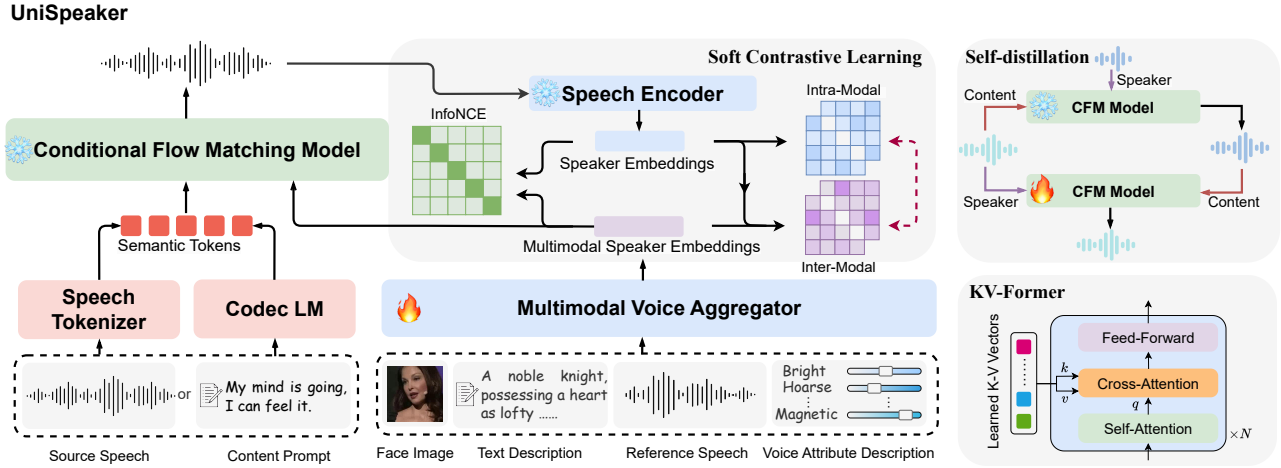 UniSpeaker
Soft Contrastive Learning
Self-distillation
Speech Encoder
InfoNCE
Intra-Modal
Speaker Embeddings
Conditional Flow Matching Model
Multimodal Speaker Embeddings
Inter-Modal
Semantic Tokens
Speech
Tokenizer
Codec LM
Multimodal Voice Aggregator
or
My mind is going,
I can feel it.
A noble knight,
possessing a heart
as lofty ......
Bright
Hoarse
Magnetic
Source Speech
Content Prompt
Face Image
Text Description
Reference Speech
Voice Attribute Description
Speaker
Content
CFM Model
CFM Model
Speaker
Content
KV-Former
Learned K-V Vectors
Feed-Forward
k
Cross-Attention
v
q
Self-Attention
×N